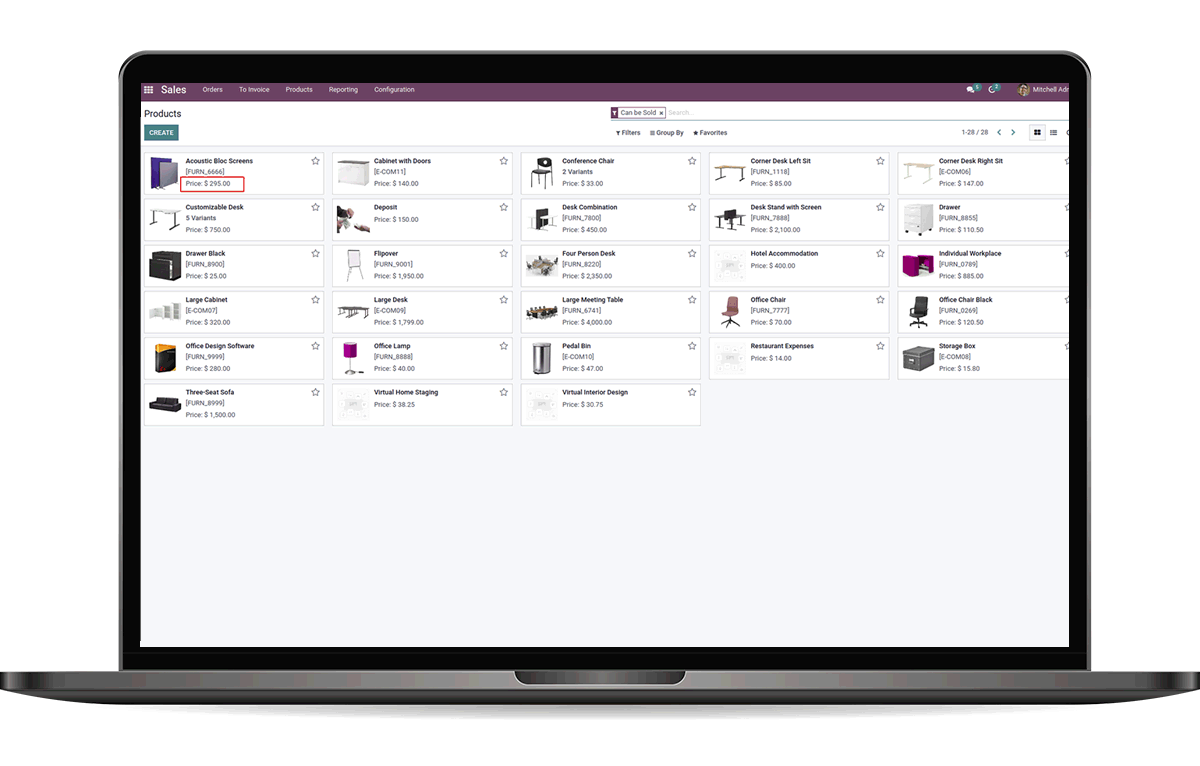 Sales Orders To Invoice Products Reporting Configuration 5 2 Mitchell Adr
Products
Can be Sold × Search...
CREATE
Filters Group By Favorites 1-28 / 28
Acoustic Bloc Screens
[FURN_6666]
Price: $ 295.00
Cabinet with Doors
[E-COM11]
Price: $ 140.00
Conference Chair
2 Variants
Price: $ 33.00
Corner Desk Left Sit
[FURN_1118]
Price: $ 85.00
Corner Desk Right Sit
[E-COM06]
Price: $ 147.00
Customizable Desk
5 Variants
Price: $ 750.00
Deposit
Price: $ 150.00
Desk Combination
[FURN_7800]
Price: $ 450.00
Desk Stand with Screen
[FURN_7888]
Price: $ 2,100.00
Drawer
[FURN_8855]
Price: $ 110.50
Drawer Black
[FURN_8900]
Price: $ 25.00
Flipover
[FURN_9001]
Price: $ 1,950.00
Four Person Desk
[FURN_8220]
Price: $ 2,350.00
Hotel Accommodation
Price: $ 400.00
Individual Workplace
[FURN_0789]
Price: $ 885.00
Large Cabinet
[E-COM07]
Price: $ 320.00
Large Desk
[E-COM09]
Price: $ 1,799.00
Large Meeting Table
[FURN_6741]
Price: $ 4,000.00
Office Chair
[FURN_7777]
Price: $ 70.00
Office Chair Black
[FURN_0269]
Price: $ 120.50
Office Design Software
[FURN_9999]
Price: $ 280.00
Office Lamp
[FURN_8888]
Price: $ 40.00
Pedal Bin
[E-COM10]
Price: $ 47.00
Restaurant Expenses
Price: $ 14.00
Storage Box
[E-COM08]
Price: $ 15.80
Three-Seat Sofa
[FURN_8999]
Price: $ 1,500.00
Virtual Home Staging
Price: $ 38.25
Virtual Interior Design
Price: $ 30.75